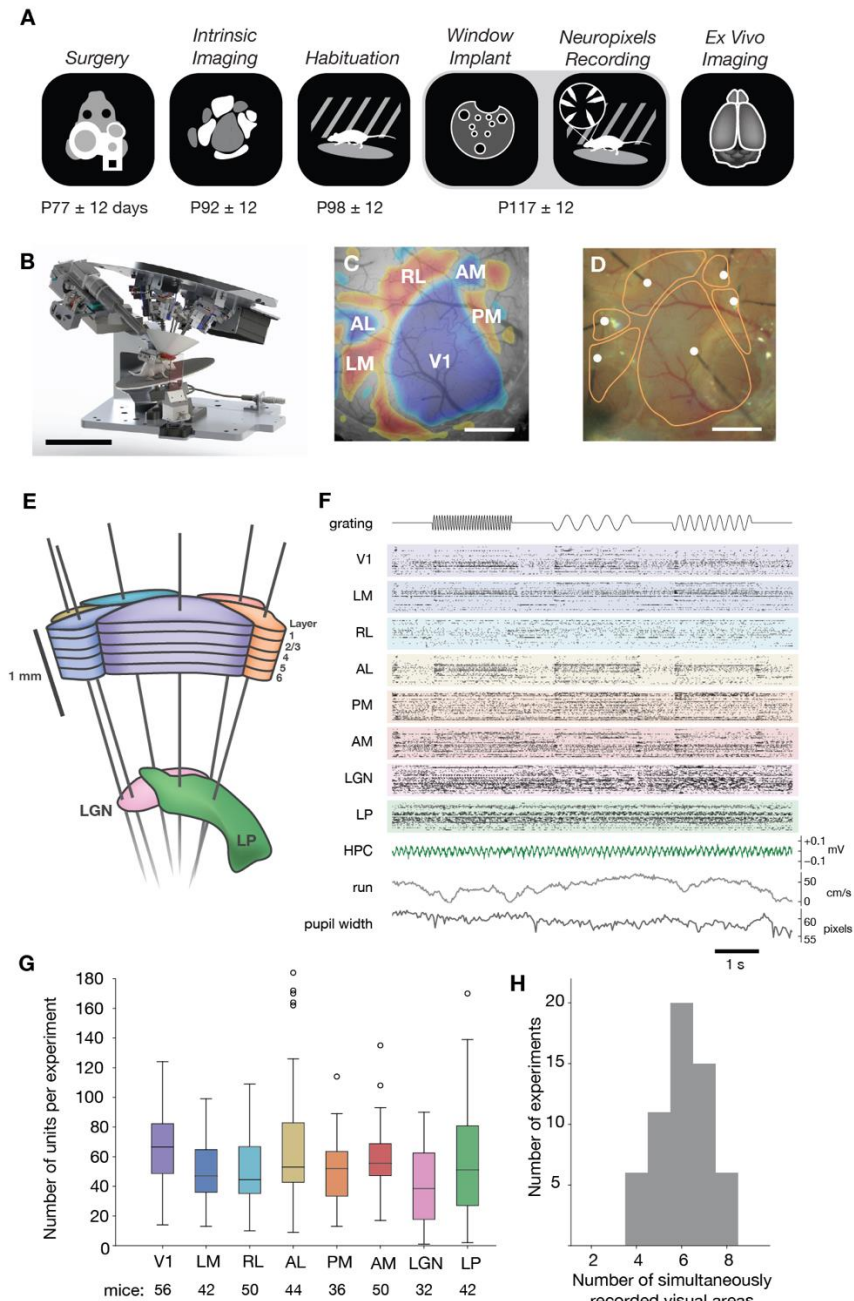 A
Surgery
Intrinsic Imaging
Habituation
Window Implant
Neuropixels Recording
Ex Vivo Imaging
P77 ± 12 days
P92 ± 12
P98 ± 12
P117 ± 12
B
C
RL
AM
AL
PM
LM
V1
D
E
Layer
1
2/3
4
5
6
1 mm
LGN
LP
F
grating
V1
LM
RL
AL
PM
AM
LGN
LP
HPC
+0.1
mV
−0.1
run
50
cm/s
0
pupil width
60
pixels
55
1 s
G
Number of units per experiment
180
160
140
120
100
80
60
40
20
0
V1 LM RL AL PM AM LGN LP
mice: 56 42 50 44 36 50 32 42
H
Number of experiments
20
15
10
5
2 4 6 8
Number of simultaneously
recorded visual areas